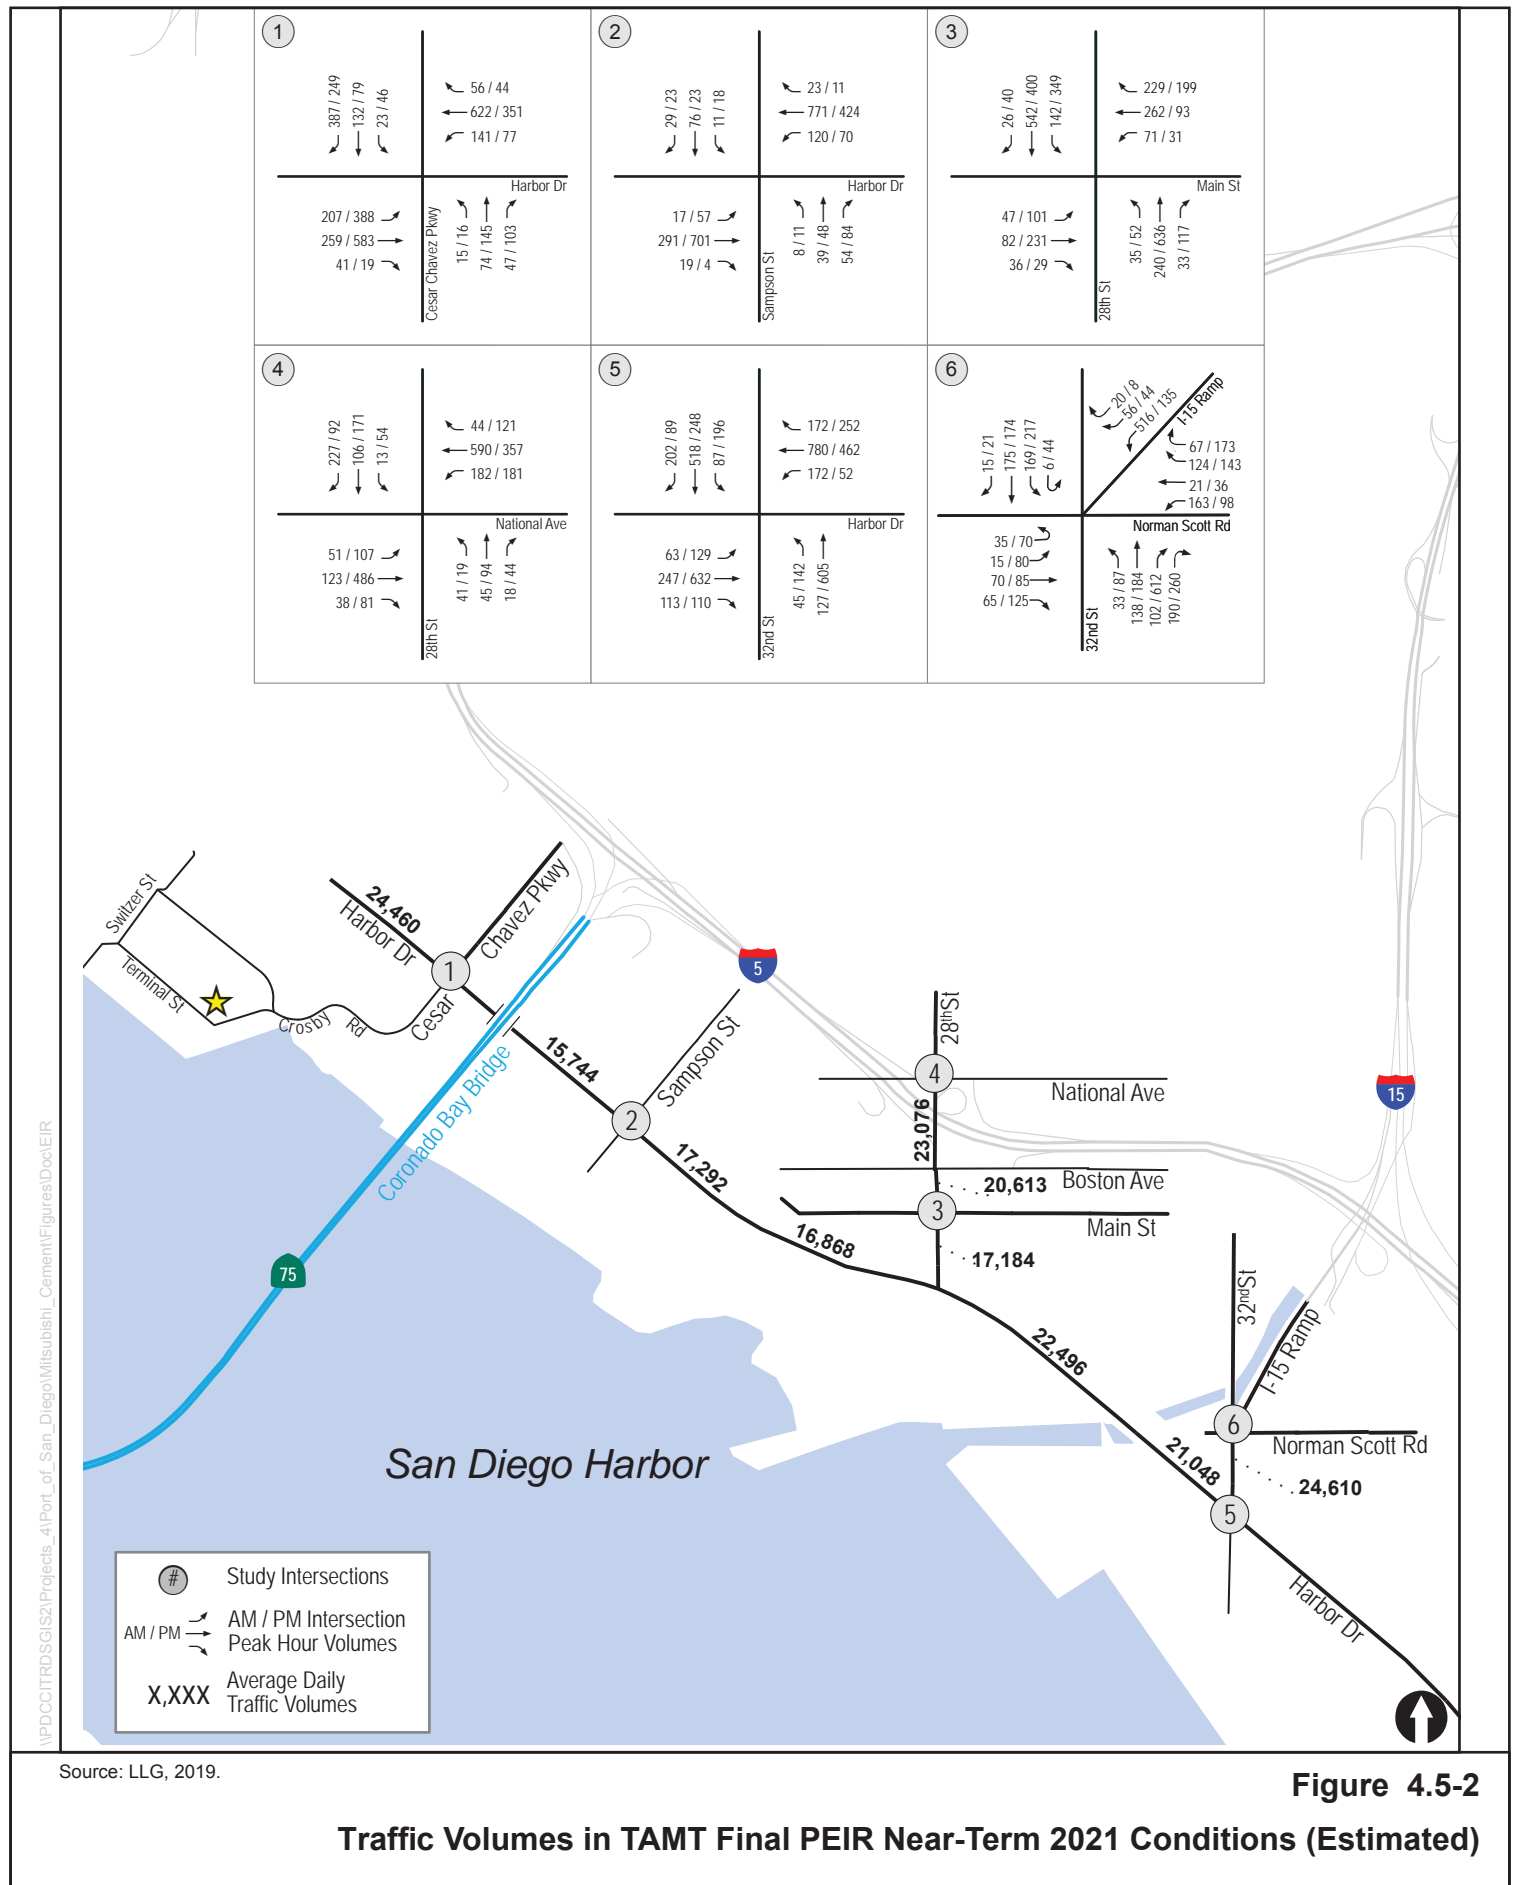 1
387 / 249
132 / 79
23 / 46
56 / 44
622 / 351
141 / 77
Harbor Dr
207 / 388
259 / 583
41 / 19
Cesar Chavez Pkwy
15 / 16
74 / 145
47 / 103
2
29 / 23
76 / 23
11 / 18
23 / 11
771 / 424
120 / 70
Harbor Dr
17 / 57
291 / 701
19 / 4
Sampson St
8 / 11
39 / 48
54 / 84
3
26 / 40
542 / 400
142 / 349
229 / 199
262 / 93
71 / 31
Main St
47 / 101
82 / 231
36 / 29
28th St
35 / 52
240 / 636
33 / 117
4
227 / 92
106 / 171
13 / 54
44 / 121
590 / 357
182 / 181
National Ave
51 / 107
123 / 486
38 / 81
28th St
41 / 19
45 / 94
18 / 44
5
202 / 89
518 / 248
87 / 196
172 / 252
780 / 462
172 / 52
Harbor Dr
63 / 129
247 / 632
113 / 110
32nd St
45 / 142
127 / 605
6
15 / 21
175 / 174
169 / 217
6 / 44
20 / 8
56 / 44
516 / 135
I-15 Ramp
67 / 173
124 / 143
21 / 36
163 / 98
Norman Scott Rd
35 / 70
15 / 80
70 / 85
65 / 125
32nd St
33 / 87
138 / 184
102 / 612
190 / 260
Switzer St
Terminal St
Crosby Rd
24,460
Harbor Dr
Cesar Chavez Pkwy
1
15,744
Coronado Bay Bridge
75
2
Sampson St
5
17,292
16,868
28thSt
4
National Ave
23,076
20,613
Boston Ave
3
Main St
17,184
15
32ndSt
I-15 Ramp
22,496
21,048
6
Norman Scott Rd
24,610
5
Harbor Dr
San Diego Harbor
# Study Intersections
AM / PM AM / PM Intersection
Peak Hour Volumes
X,XXX Average Daily
Traffic Volumes
\\PDCCITRDSGIS2\Projects_4\Port_of_San_Diego\Mitsubishi_Cement\Figures\Doc\EIR
Source: LLG, 2019.
Figure 4.5-2
Traffic Volumes in TAMT Final PEIR Near-Term 2021 Conditions (Estimated)